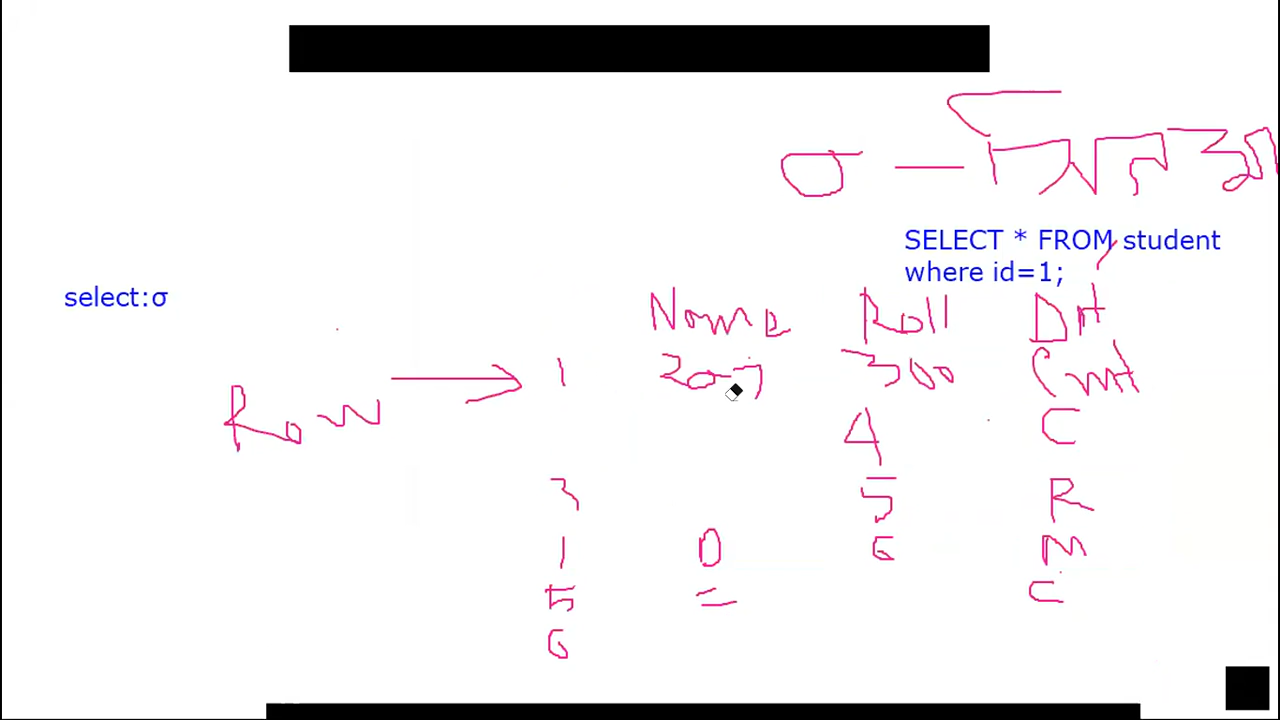 σ —
SELECT * FROM student
where id=1;
select:σ
Name Roll
Row → 1 300
4 C
3 5 R
1 0 6 M
5 = C
6